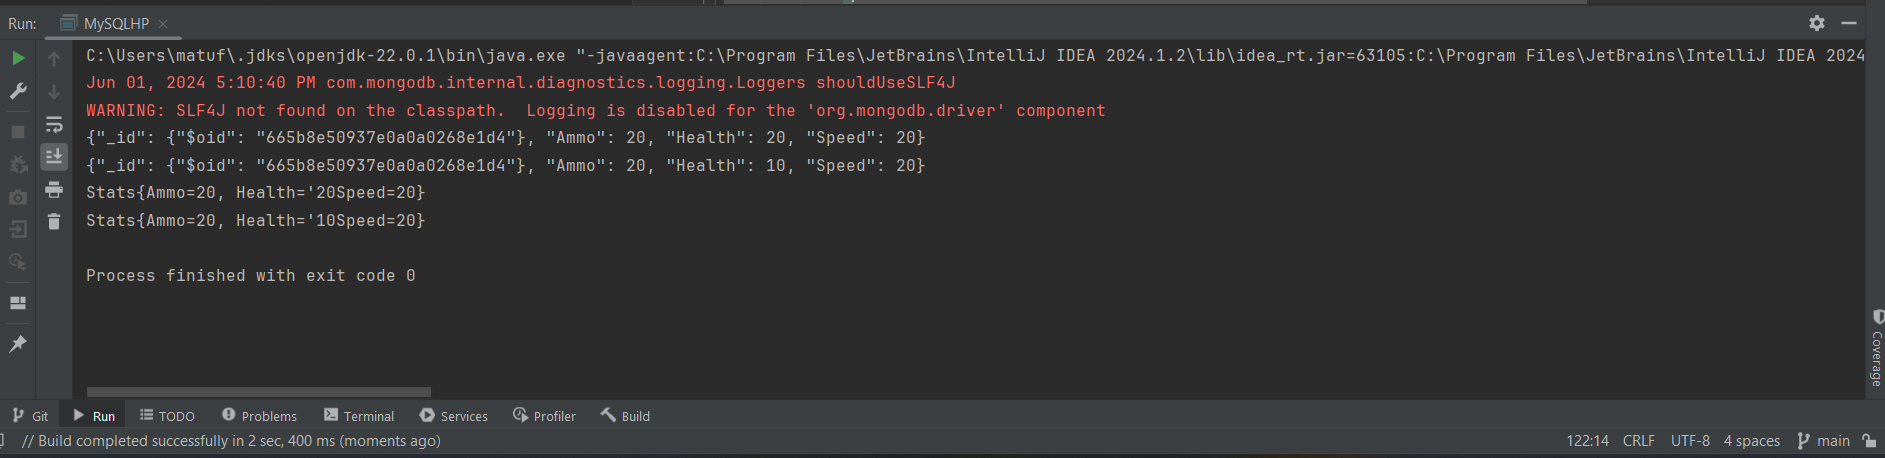 Run: MySQLHP
C:\Users\matuf\.jdks\openjdk-22.0.1\bin\java.exe "-javaagent:C:\Program Files\JetBrains\IntelliJ IDEA 2024.1.2\lib\idea_rt.jar=63105:C:\Program Files\JetBrains\IntelliJ IDEA 2024
Jun 01, 2024 5:10:40 PM com.mongodb.internal.diagnostics.logging.Loggers shouldUseSLF4J
WARNING: SLF4J not found on the classpath.  Logging is disabled for the 'org.mongodb.driver' component
{"_id": {"$oid": "665b8e50937e0a0a0268e1d4"}, "Ammo": 20, "Health": 20, "Speed": 20}
{"_id": {"$oid": "665b8e50937e0a0a0268e1d4"}, "Ammo": 20, "Health": 10, "Speed": 20}
Stats{Ammo=20, Health='20Speed=20}
Stats{Ammo=20, Health='10Speed=20}
Process finished with exit code 0
Coverage
Git Run TODO Problems Terminal Services Profiler Build
// Build completed successfully in 2 sec, 400 ms (moments ago) 122:14 CRLF UTF-8 4 spaces main